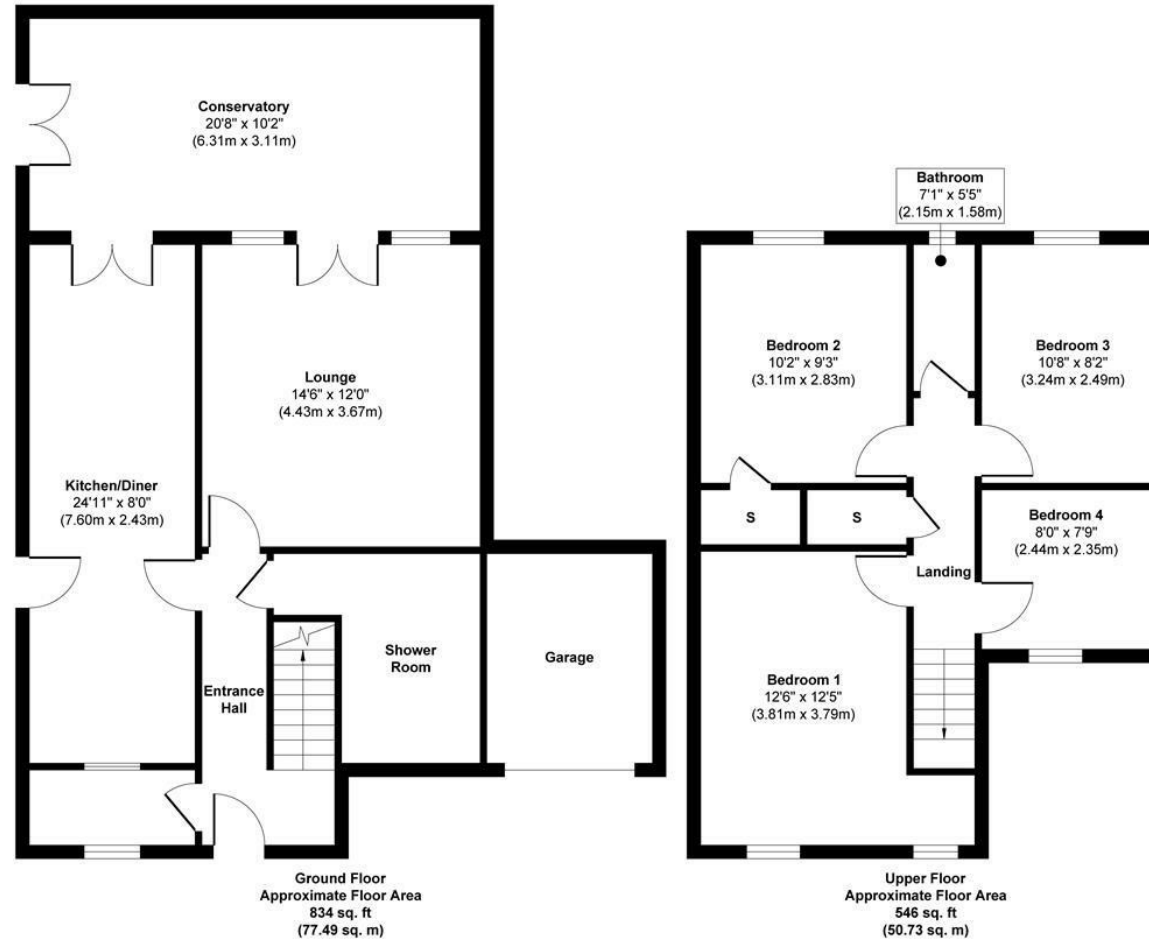 Conservatory
20'8" x 10'2"
(6.31m x 3.11m)
Lounge
14'6" x 12'0"
(4.43m x 3.67m)
Kitchen/Diner
24'11" x 8'0"
(7.60m x 2.43m)
Shower
Room
Garage
Entrance
Hall
Ground Floor
Approximate Floor Area
834 sq. ft
(77.49 sq. m)
Bathroom
7'1" x 5'5"
(2.15m x 1.58m)
Bedroom 2
10'2" x 9'3"
(3.11m x 2.83m)
Bedroom 3
10'8" x 8'2"
(3.24m x 2.49m)
S
S
Bedroom 4
8'0" x 7'9"
(2.44m x 2.35m)
Landing
Bedroom 1
12'6" x 12'5"
(3.81m x 3.79m)
Upper Floor
Approximate Floor Area
546 sq. ft
(50.73 sq. m)